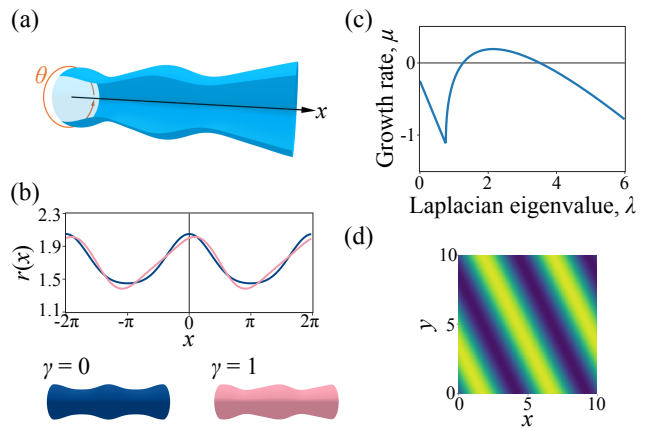 (a)
θ
x
(b)
2.3
1.9
1.5
1.1
r(x)
-2π -π 0 π 2π
x
γ = 0
γ = 1
(c)
Growth rate, μ
0
-1
0 2 4 6
Laplacian eigenvalue, λ
(d)
10
5
0
y
0 5 10
x